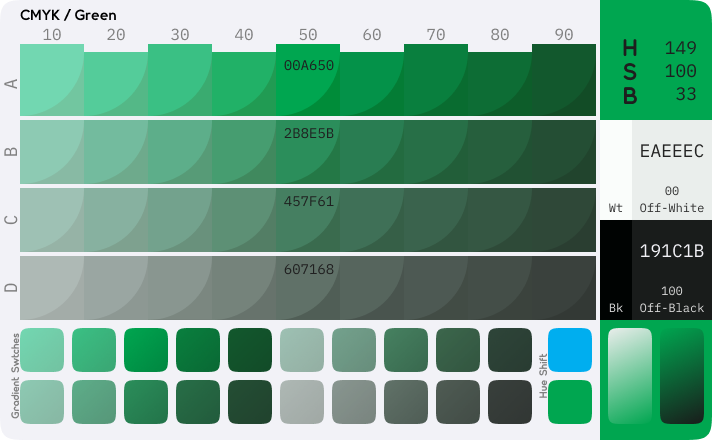 CMYK / Green
10 20 30 40 50 60 70 80 90
A 00A650
B 2B8E5B
C 457F61
D 607168
H 149
S 100
B 33
EAEEEC
00
Wt Off-White
191C1B
100
Bk Off-Black
Gradient Swtches
Hue Shift